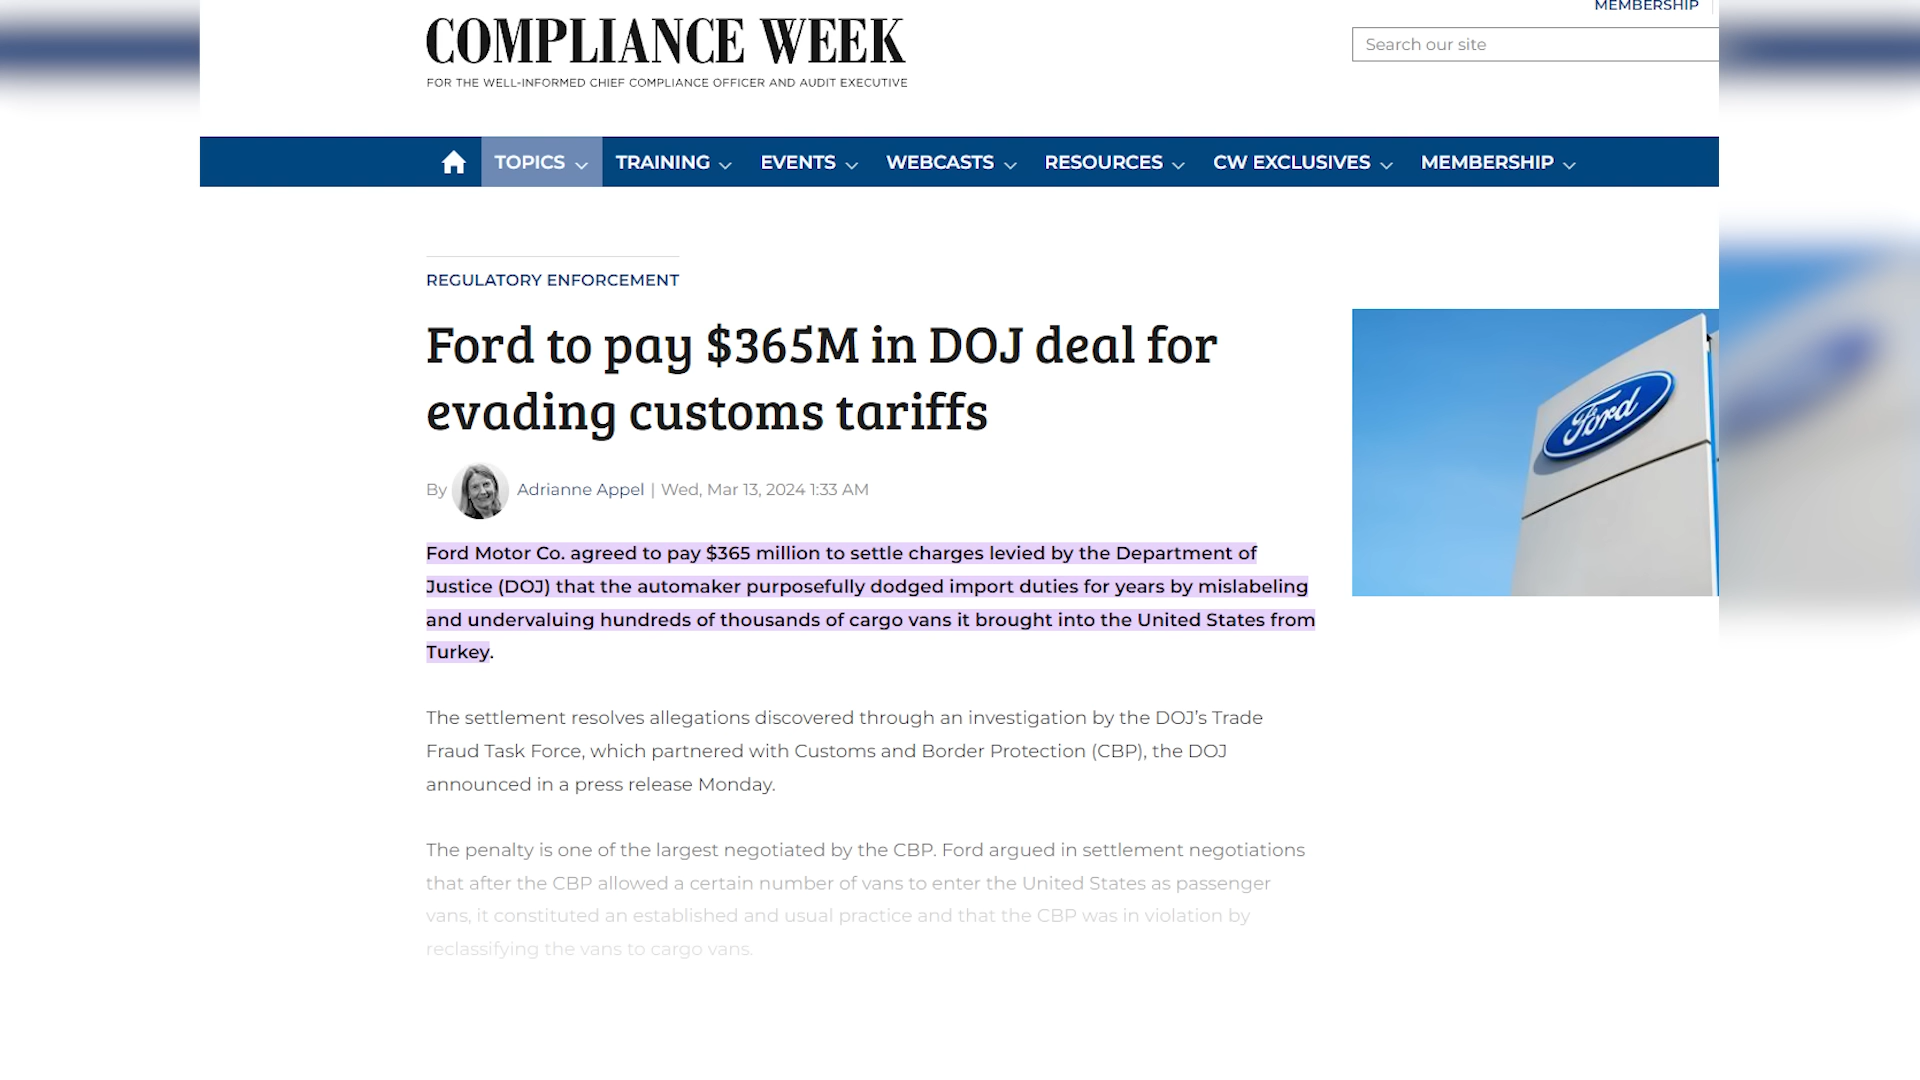 MEMBERSHIP
COMPLIANCE WEEK
Search our site
FOR THE WELL-INFORMED CHIEF COMPLIANCE OFFICER AND AUDIT EXECUTIVE
TOPICS TRAINING EVENTS WEBCASTS RESOURCES CW EXCLUSIVES MEMBERSHIP
REGULATORY ENFORCEMENT
Ford to pay $365M in DOJ deal for
evading customs tariffs
Ford
By Adrianne Appel | Wed, Mar 13, 2024 1:33 AM
Ford Motor Co. agreed to pay $365 million to settle charges levied by the Department of
Justice (DOJ) that the automaker purposefully dodged import duties for years by mislabeling
and undervaluing hundreds of thousands of cargo vans it brought into the United States from
Turkey.
The settlement resolves allegations discovered through an investigation by the DOJ’s Trade
Fraud Task Force, which partnered with Customs and Border Protection (CBP), the DOJ
announced in a press release Monday.
The penalty is one of the largest negotiated by the CBP. Ford argued in settlement negotiations
that after the CBP allowed a certain number of vans to enter the United States as passenger
vans, it constituted an established and usual practice and that the CBP was in violation by
reclassifying the vans to cargo vans.